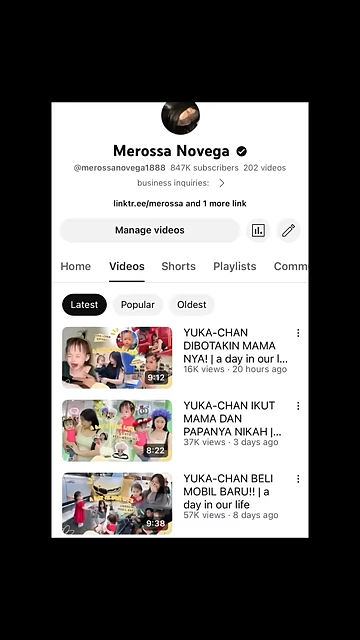 Merossa Novega
@merossanovega1888 847K subscribers 202 videos
business inquiries:
linktr.ee/merossa and 1 more link
Manage videos
Home Videos Shorts Playlists Comm
Latest Popular Oldest
YUKA-CHAN
DIBOTAKIN MAMA
NYA! | a day in our l...
16K views · 20 hours ago
9:12
YUKA-CHAN IKUT
MAMA DAN
PAPANYA NIKAH |...
37K views · 3 days ago
8:22
YUKA-CHAN BELI
MOBIL BARU!! | a
day in our life
57K views · 8 days ago
9:38